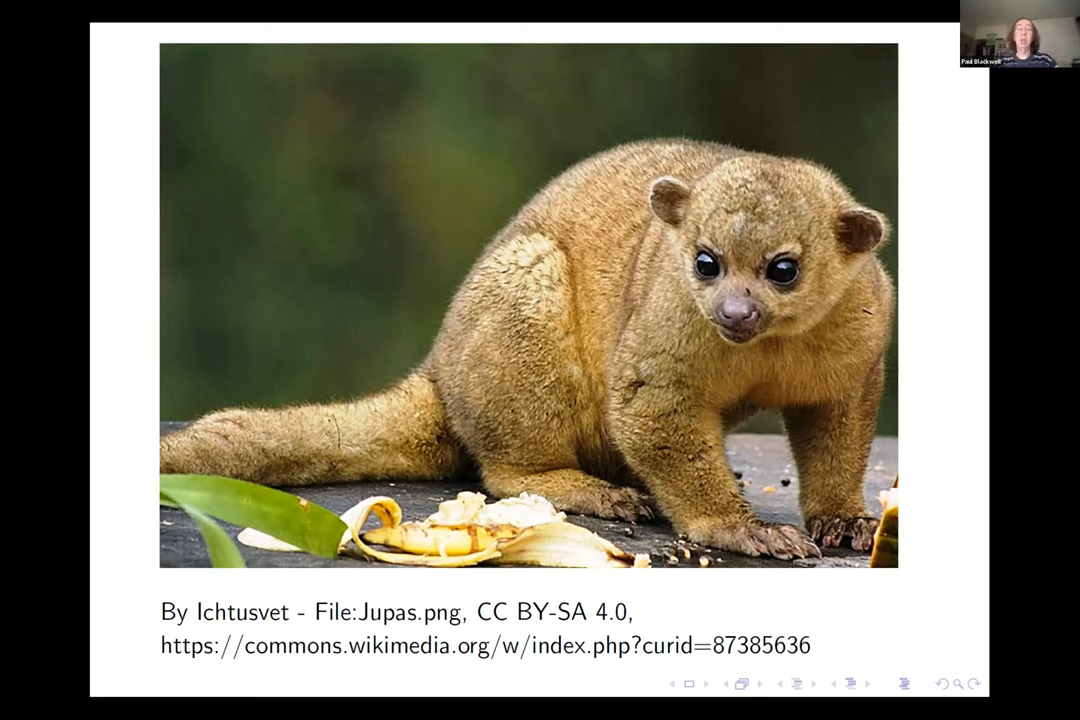 Paul Blackwell
By Ichtusvet - File:Jupas.png, CC BY-SA 4.0,
https://commons.wikimedia.org/w/index.php?curid=87385636